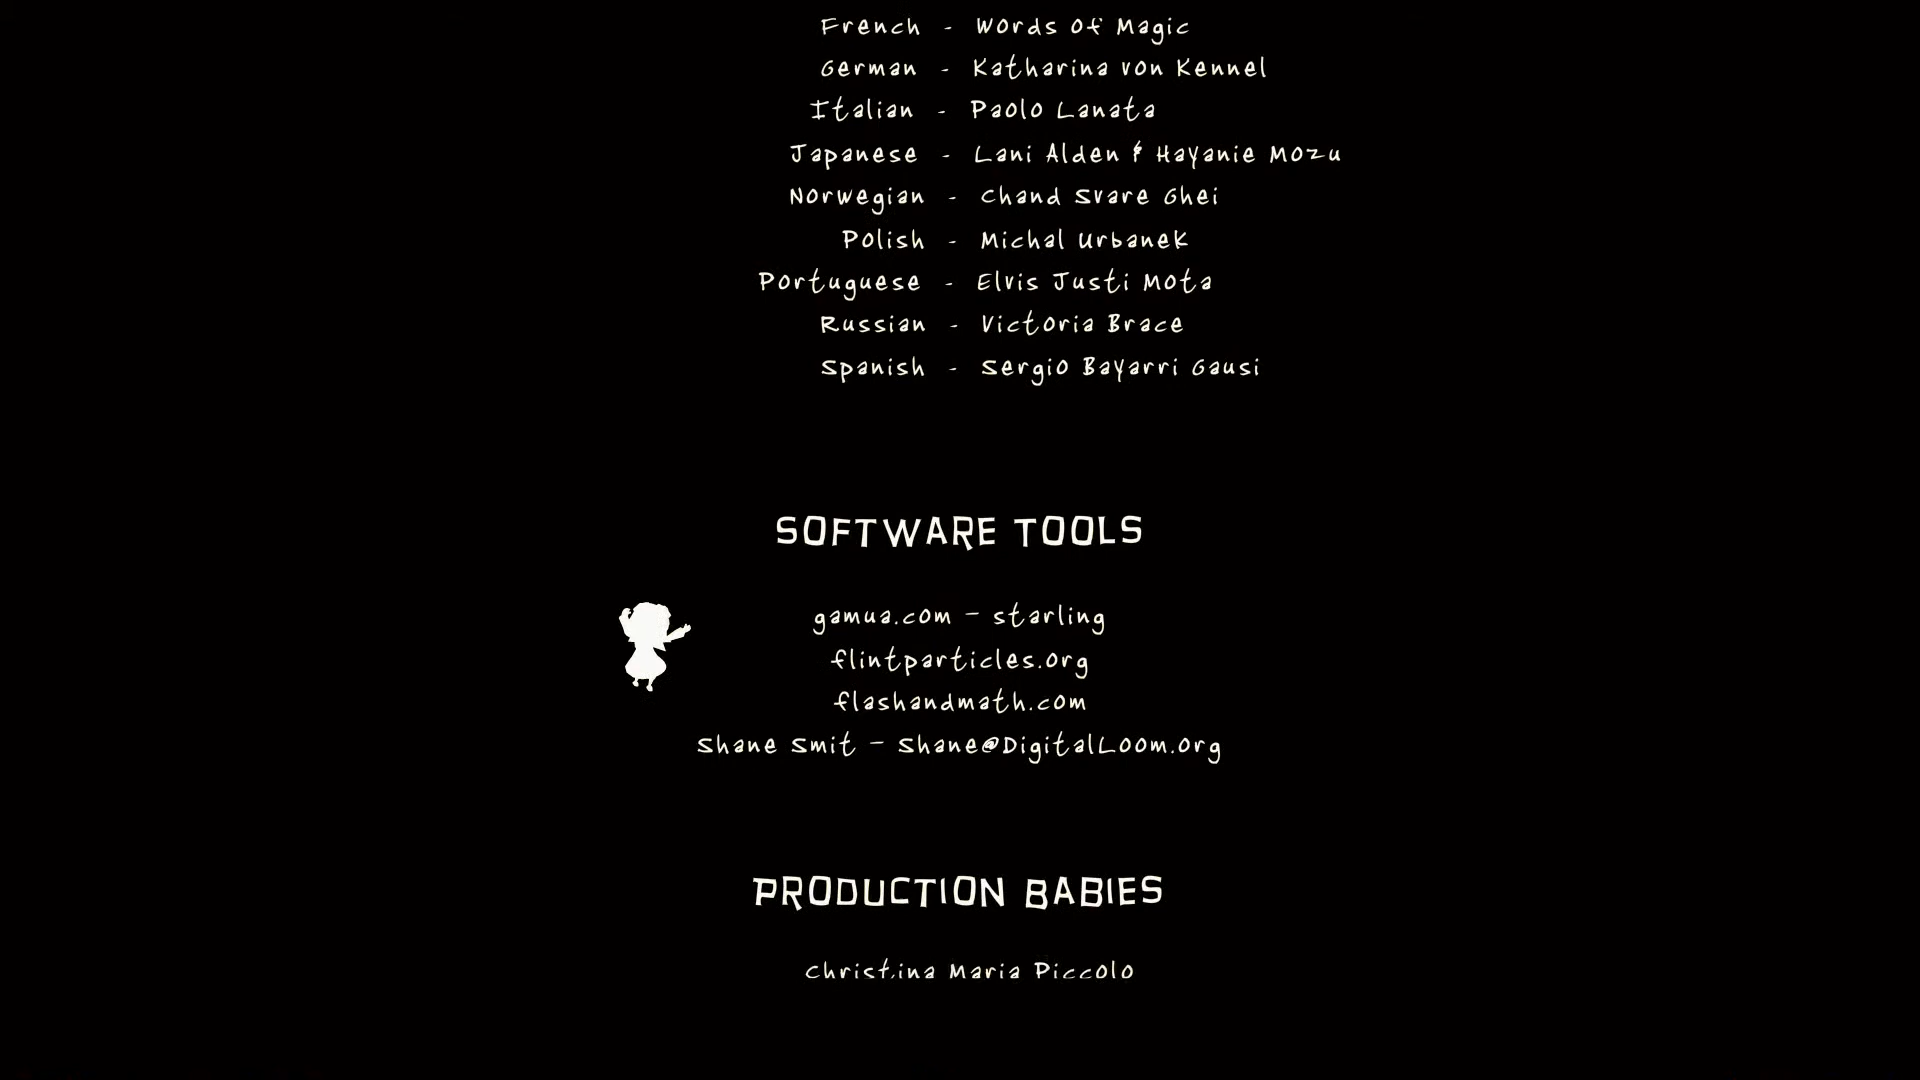 French - Words of Magic
German - Katharina von Kennel
Italian - Paolo Lanata
Japanese - Lani Alden & Hayanie Mozu
Norwegian - Chand Svare Ghei
Polish - Michal Urbanek
Portuguese - Elvis Justi Mota
Russian - Victoria Brace
Spanish - Sergio Bayarri Gausi
SOFTWARE TOOLS
gamua.com - starling
flintparticles.org
flashandmath.com
Shane Smit - Shane@DigitalLoom.org
PRODUCTION BABIES
Christina Maria Piccolo